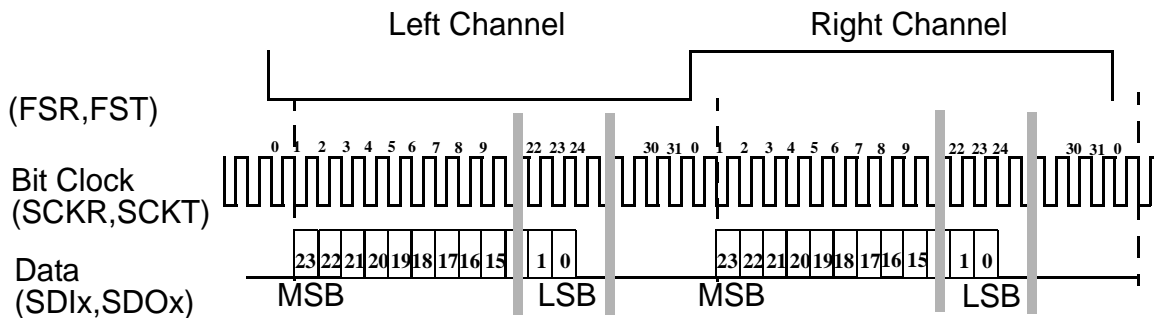 Left Channel Right Channel
(FSR,FST)
0 1 2 3 4 5 6 7 8 9 22 23 24 30 31 0 1 2 3 4 5 6 7 8 9 22 23 24 30 31 0
Bit Clock
(SCKR,SCKT)
23 22 21 20 19 18 17 16 15 1 0 23 22 21 20 19 18 17 16 15 1 0
Data
MSB LSB MSB LSB
(SDIx,SDOx)